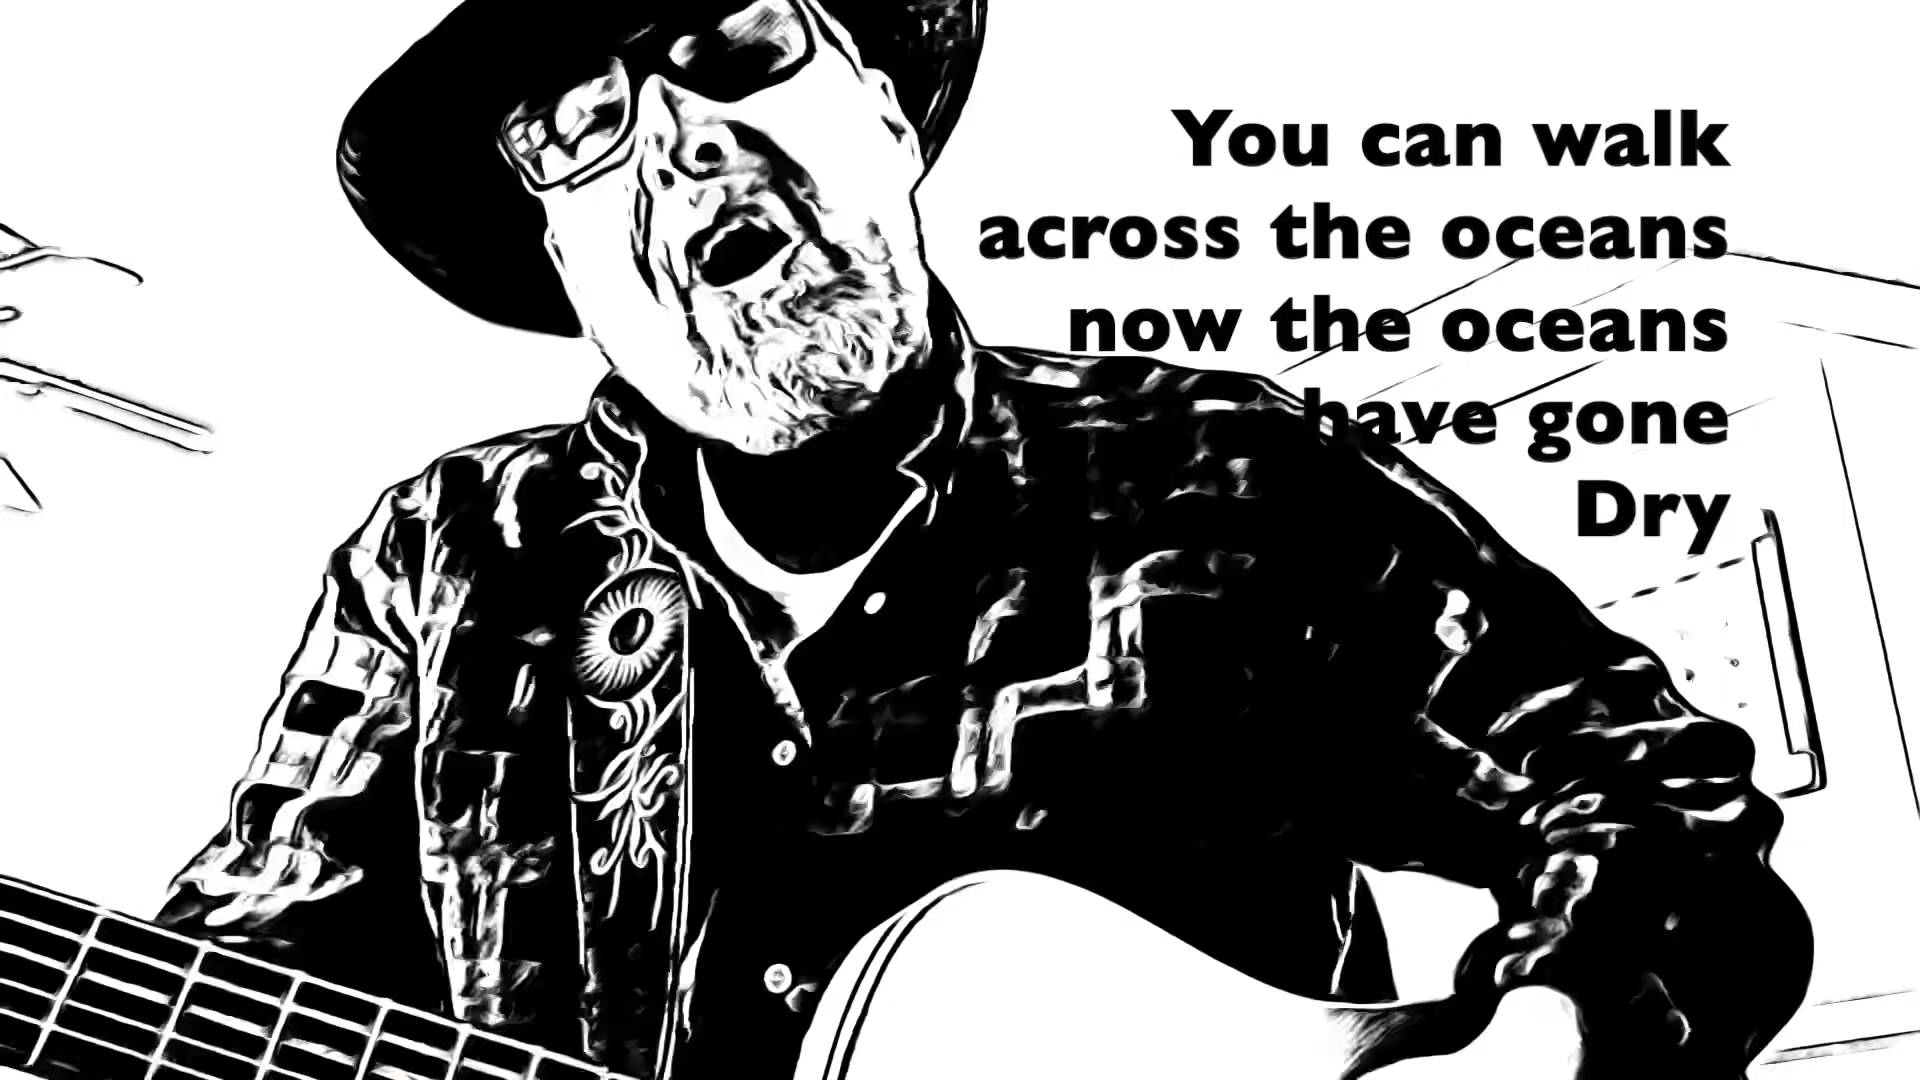 You can walk
across the oceans
now the oceans
have gone
Dry